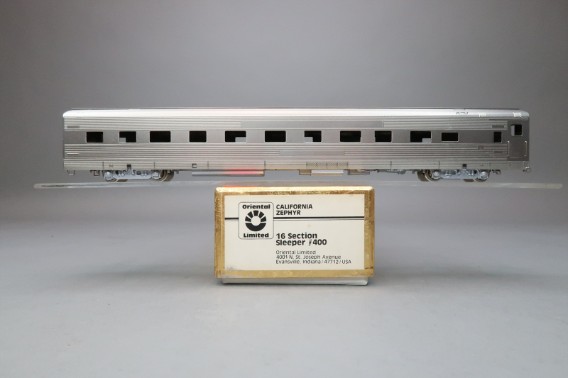 Oriental
Limited
CALIFORNIA
ZEPHYR
16 Section
Sleeper #400
Oriental Limited
4001 N. St. Joseph Avenue
Evansville, Indiana 47712/USA